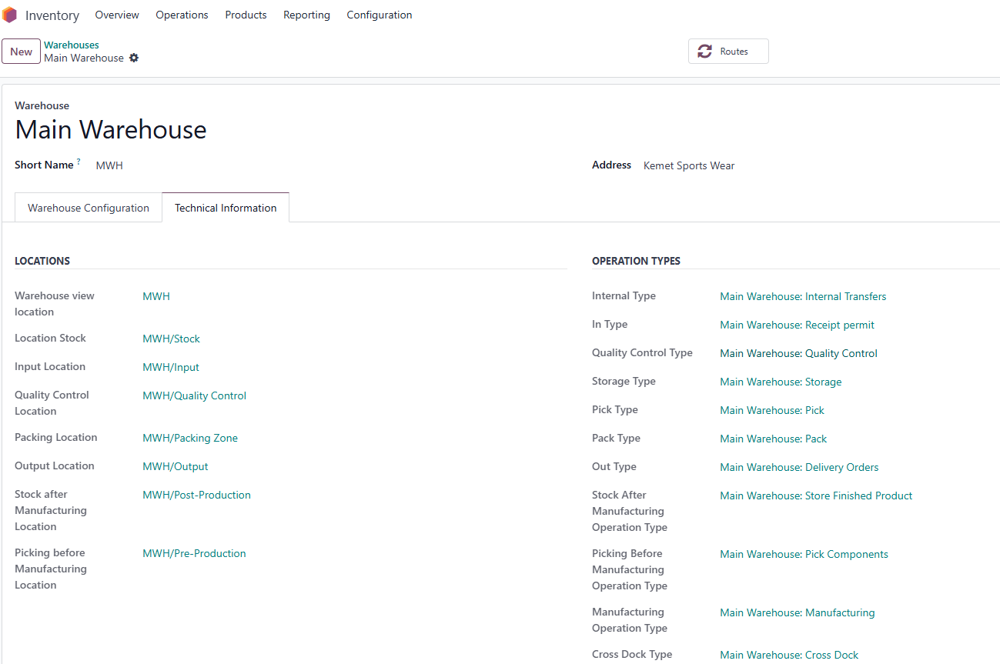 Inventory Overview Operations Products Reporting Configuration
New
Warehouses
Main Warehouse
Routes
Warehouse
Main Warehouse
Short Name ? MWH
Address Kemet Sports Wear
Warehouse Configuration Technical Information
LOCATIONS
Warehouse view
location
MWH
Location Stock MWH/Stock
Input Location MWH/Input
Quality Control
Location
MWH/Quality Control
Packing Location MWH/Packing Zone
Output Location MWH/Output
Stock after
Manufacturing
Location
MWH/Post-Production
Picking before
Manufacturing
Location
MWH/Pre-Production
OPERATION TYPES
Internal Type Main Warehouse: Internal Transfers
In Type Main Warehouse: Receipt permit
Quality Control Type Main Warehouse: Quality Control
Storage Type Main Warehouse: Storage
Pick Type Main Warehouse: Pick
Pack Type Main Warehouse: Pack
Out Type Main Warehouse: Delivery Orders
Stock After
Manufacturing
Operation Type
Main Warehouse: Store Finished Product
Picking Before
Manufacturing
Operation Type
Main Warehouse: Pick Components
Manufacturing
Operation Type
Main Warehouse: Manufacturing
Cross Dock Type Main Warehouse: Cross Dock